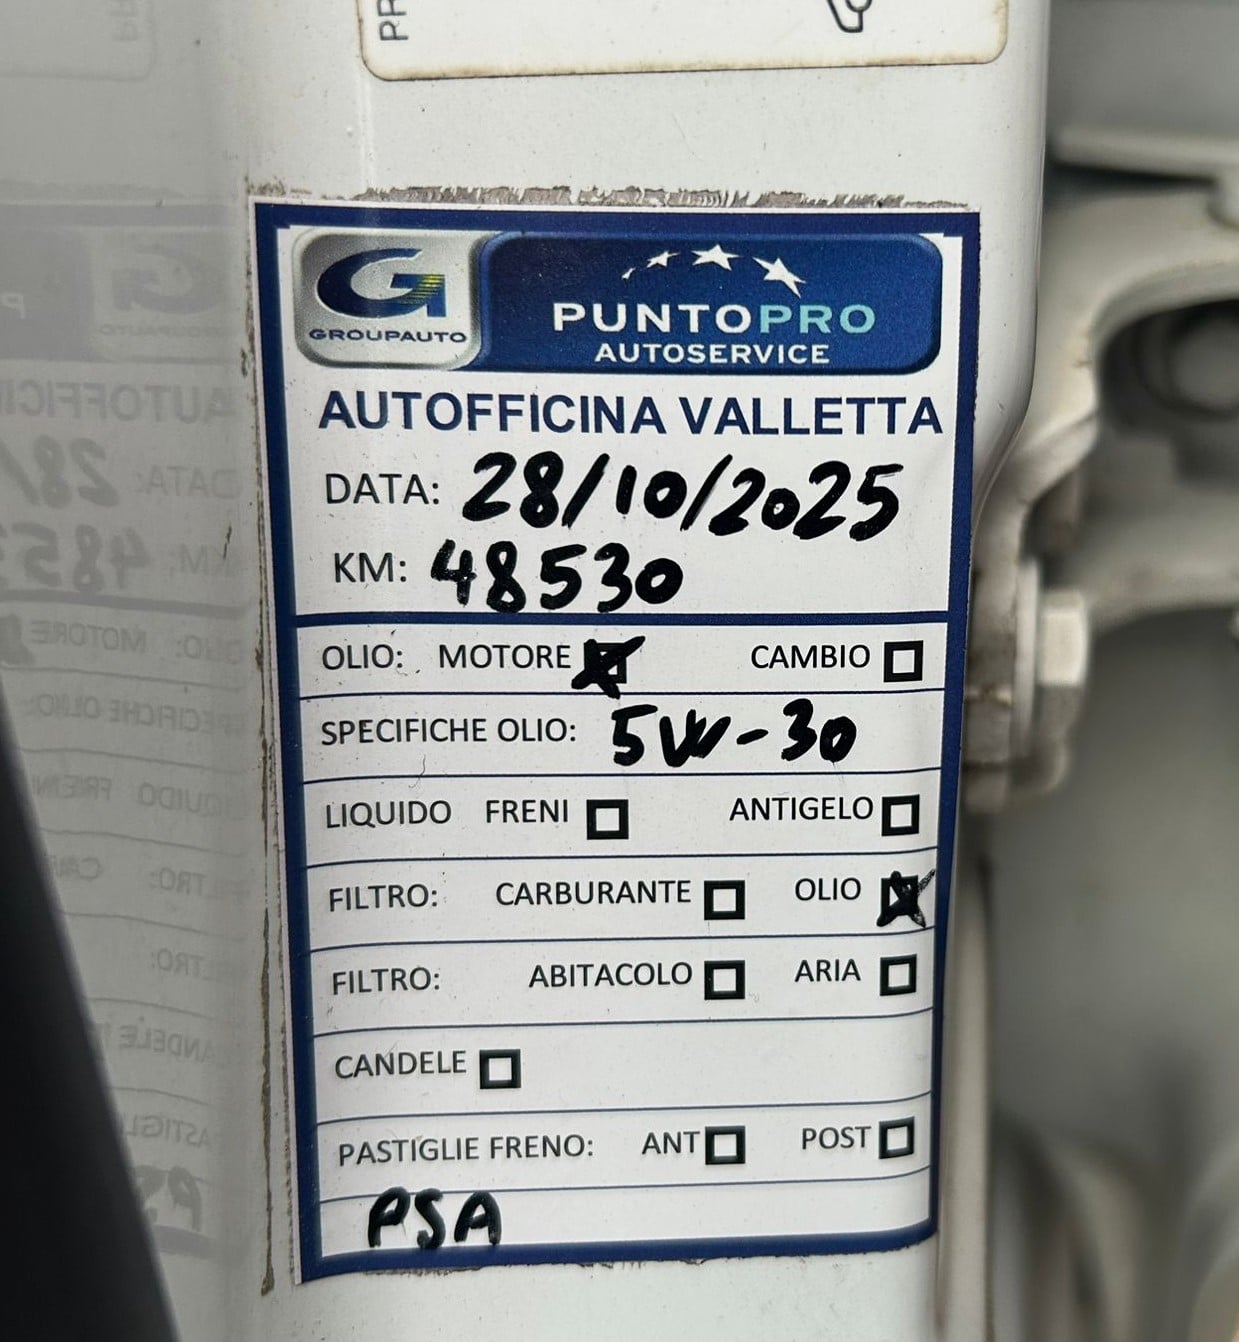 PR
GROUPAUTO
PUNTOPRO
AUTOSERVICE
AUTOFFICINA VALLETTA
DATA: 28/10/2025
KM: 48530
OLIO: MOTORE CAMBIO
SPECIFICHE OLIO: 5W-30
LIQUIDO FRENI ANTIGELO
FILTRO: CARBURANTE OLIO
FILTRO: ABITACOLO ARIA
CANDELE
PASTIGLIE FRENO: ANT POST
PSA